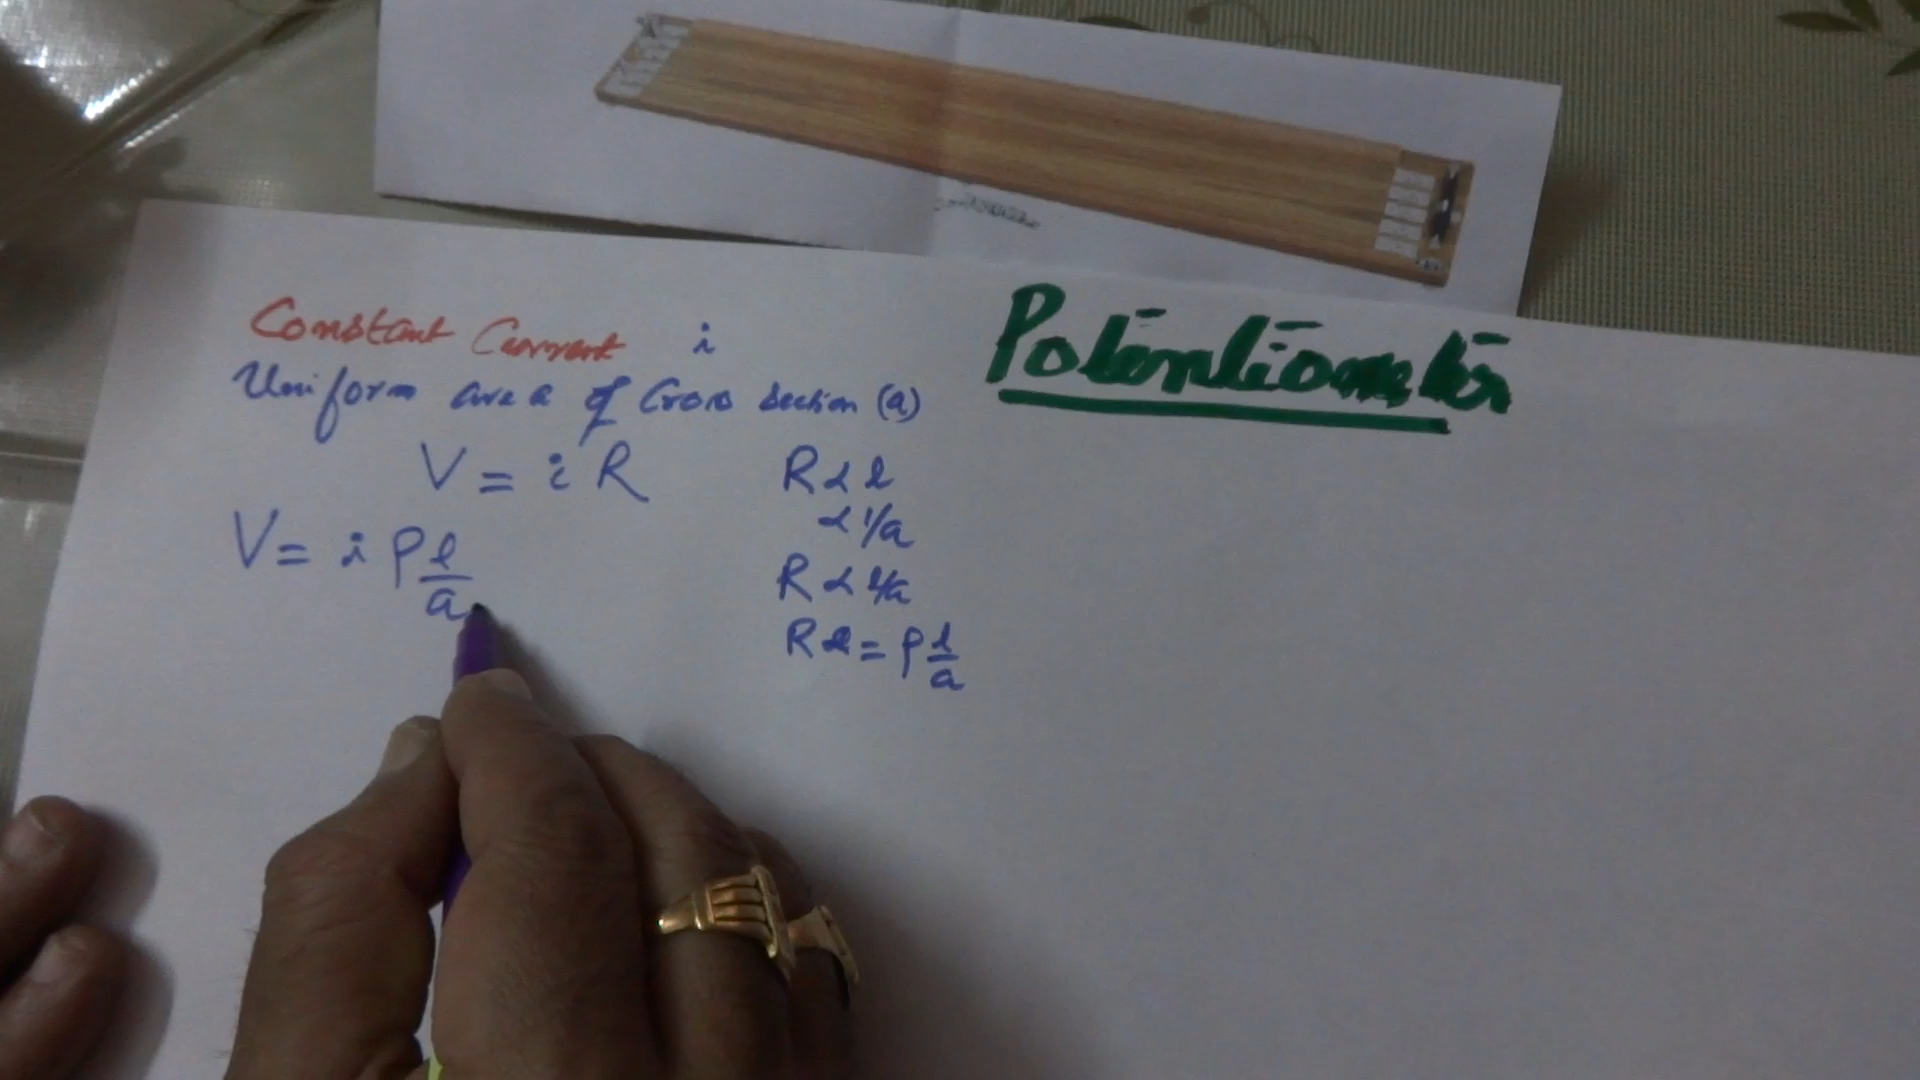 Potentiometer
Constant Current i
Uniform area of Cross Section (a)
V = i R
R α l
α 1/a
V = i ρ l/a
R α l/a
R = ρ l/a